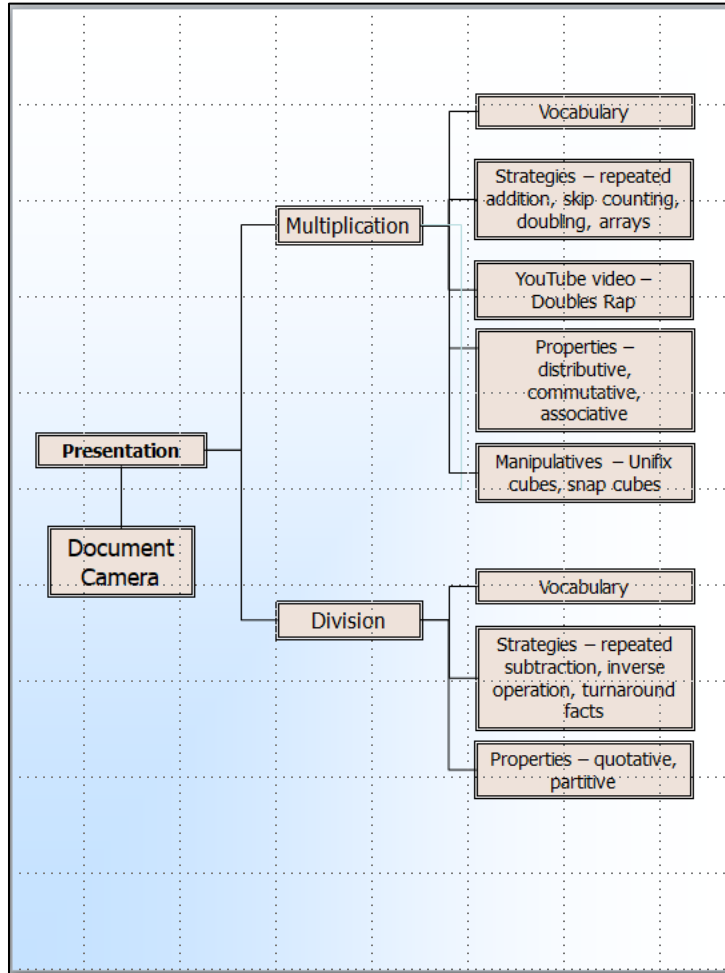 Vocabulary
Strategies – repeated
addition, skip counting,
doubling, arrays
Multiplication
YouTube video –
Doubles Rap
Properties –
distributive,
commutative,
associative
Presentation
Manipulatives – Unifix
cubes, snap cubes
Document
Camera
Vocabulary
Division
Strategies – repeated
subtraction, inverse
operation, turnaround
facts
Properties – quotative,
partitive